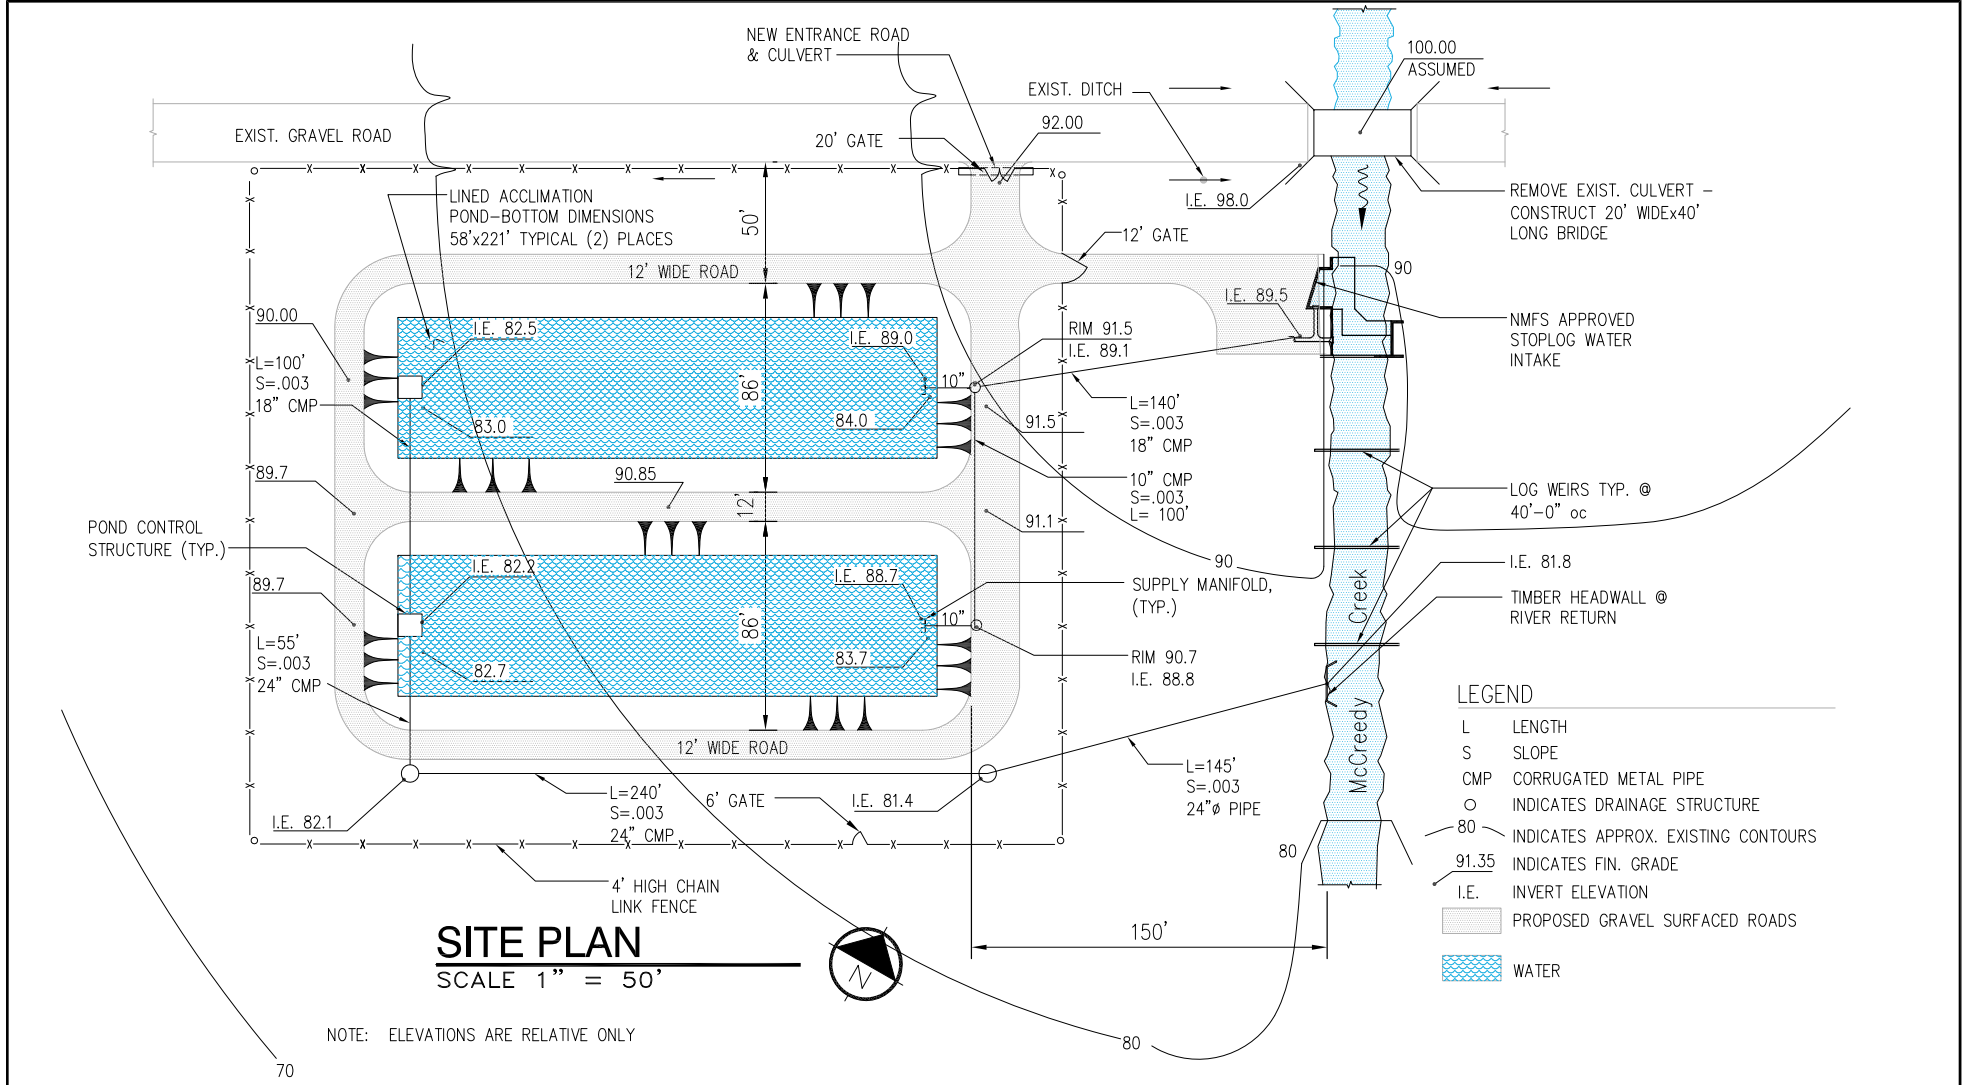 NEW ENTRANCE ROAD
& CULVERT
100.00
ASSUMED
EXIST. DITCH
92.00
EXIST. GRAVEL ROAD
20' GATE
LINED ACCLIMATION
POND-BOTTOM DIMENSIONS
58'x221' TYPICAL (2) PLACES
50'
I.E. 98.0
REMOVE EXIST. CULVERT -
CONSTRUCT 20' WIDEx40'
LONG BRIDGE
12' GATE
12' WIDE ROAD
90
I.E. 89.5
90.00
I.E. 82.5
I.E. 89.0
RIM 91.5
I.E. 89.1
NMFS APPROVED
STOPLOG WATER
INTAKE
L=100'
S=.003
18" CMP
86'
10"
83.0
84.0
91.5
L=140'
S=.003
18" CMP
89.7
90.85
12'
10" CMP
S=.003
L= 100'
LOG WEIRS TYP. @
40'-0" oc
91.1
POND CONTROL
STRUCTURE (TYP.)
90
I.E. 82.2
I.E. 88.7
SUPPLY MANIFOLD,
(TYP.)
I.E. 81.8
TIMBER HEADWALL @
RIVER RETURN
89.7
86'
10"
L=55'
S=.003
24" CMP
82.7
83.7
RIM 90.7
I.E. 88.8
McCreedy Creek
12' WIDE ROAD
L=145'
S=.003
24"ø PIPE
L=240'
S=.003
24" CMP
6' GATE
I.E. 81.4
I.E. 82.1
80
4' HIGH CHAIN
LINK FENCE
150'
LEGEND
L LENGTH
S SLOPE
CMP CORRUGATED METAL PIPE
INDICATES DRAINAGE STRUCTURE
80 INDICATES APPROX. EXISTING CONTOURS
91.35 INDICATES FIN. GRADE
I.E. INVERT ELEVATION
PROPOSED GRAVEL SURFACED ROADS
WATER
SITE PLAN
SCALE 1" = 50'
N
NOTE: ELEVATIONS ARE RELATIVE ONLY
80
70